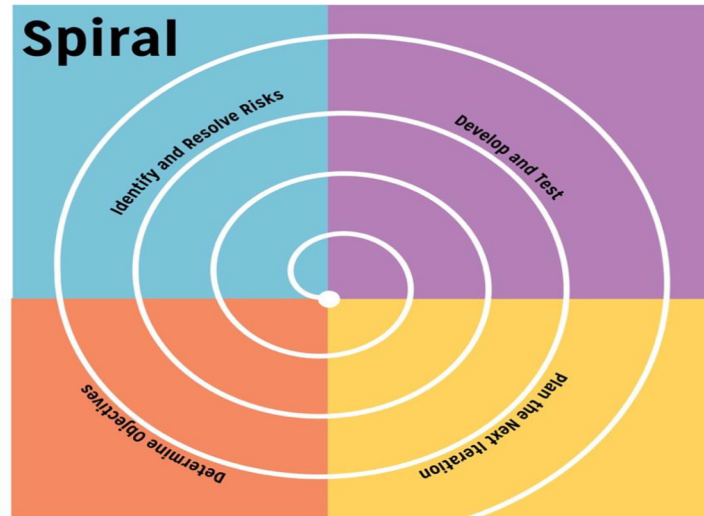 Spiral
Identify and Resolve Risks
Develop and Test
Determine Objectives
Plan the Next Iteration